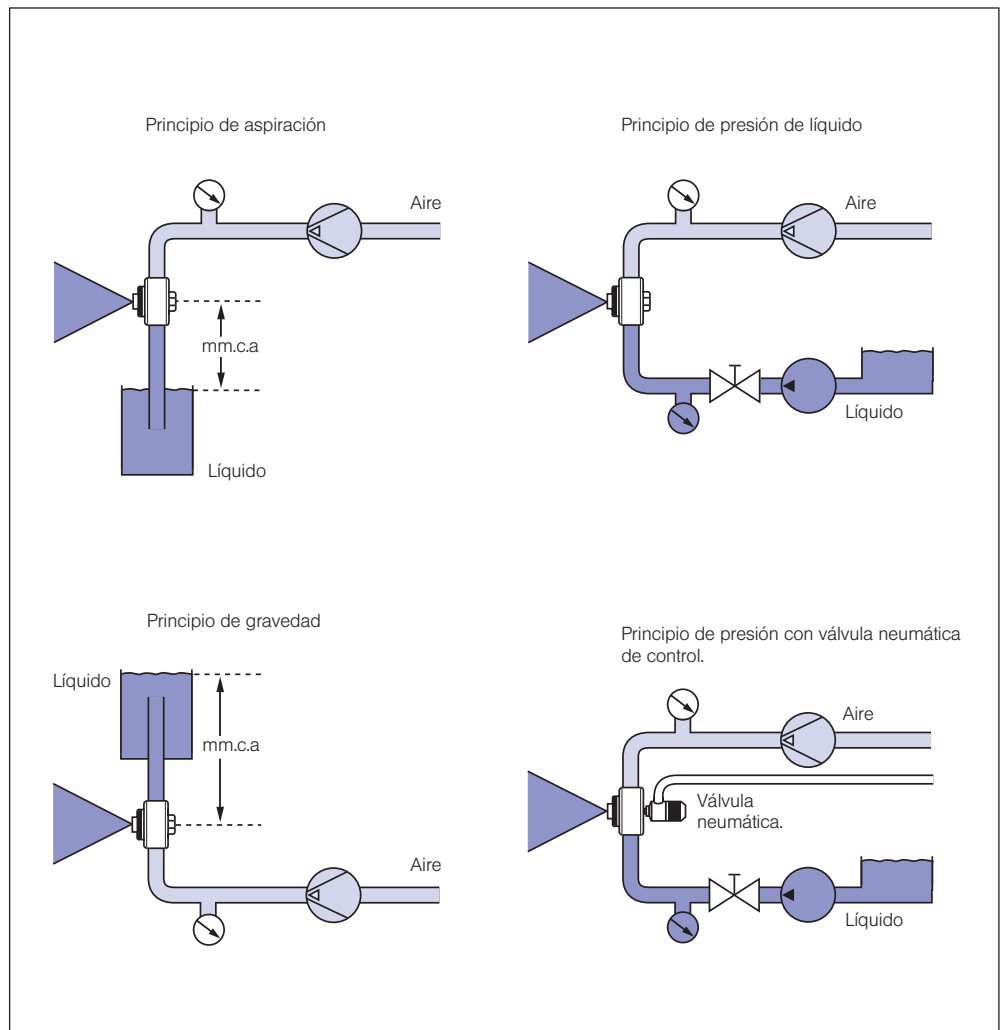 Principio de aspiración
Aire
mm.c.a
Líquido
Principio de presión de líquido
Aire
Líquido
Principio de gravedad
Líquido
mm.c.a
Aire
Principio de presión con válvula neumática
de control.
Aire
Válvula
neumática.
Líquido